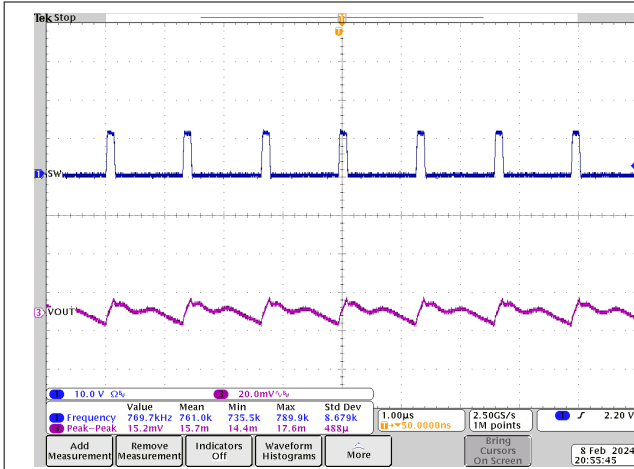 Tek Stop
T
T
1 SW
3 VOUT
1 10.0 V Ω 3 20.0mV
Value Mean Min Max Std Dev
1 Frequency 769.7kHz 761.0k 735.5k 789.9k 8.679k
3 Peak-Peak 15.2mV 15.7m 14.4m 17.6m 488µ
1.00µs
T 50.0000ns
2.50GS/s
1M points
1 2.20 V
Add Measurement
Remove Measurement
Indicators Off
Waveform Histograms
More
Bring Cursors On Screen
8 Feb 2024
20:55:45